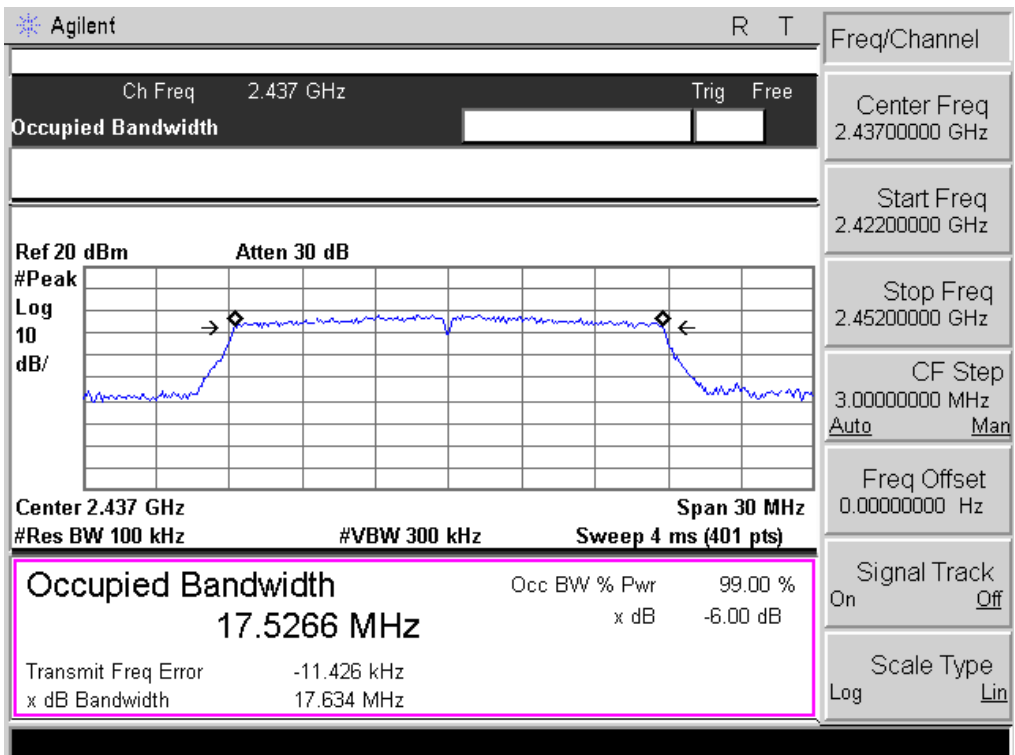 Agilent R T
Ch Freq 2.437 GHz Trig Free
Occupied Bandwidth
Ref 20 dBm Atten 30 dB
#Peak
Log
10
dB/
Center 2.437 GHz Span 30 MHz
#Res BW 100 kHz #VBW 300 kHz Sweep 4 ms (401 pts)
Occupied Bandwidth
17.5266 MHz
Occ BW % Pwr 99.00 %
x dB -6.00 dB
Transmit Freq Error -11.426 kHz
x dB Bandwidth 17.634 MHz
Freq/Channel
Center Freq
2.43700000 GHz
Start Freq
2.42200000 GHz
Stop Freq
2.45200000 GHz
CF Step
3.00000000 MHz
Auto Man
Freq Offset
0.00000000 Hz
Signal Track
On Off
Scale Type
Log Lin